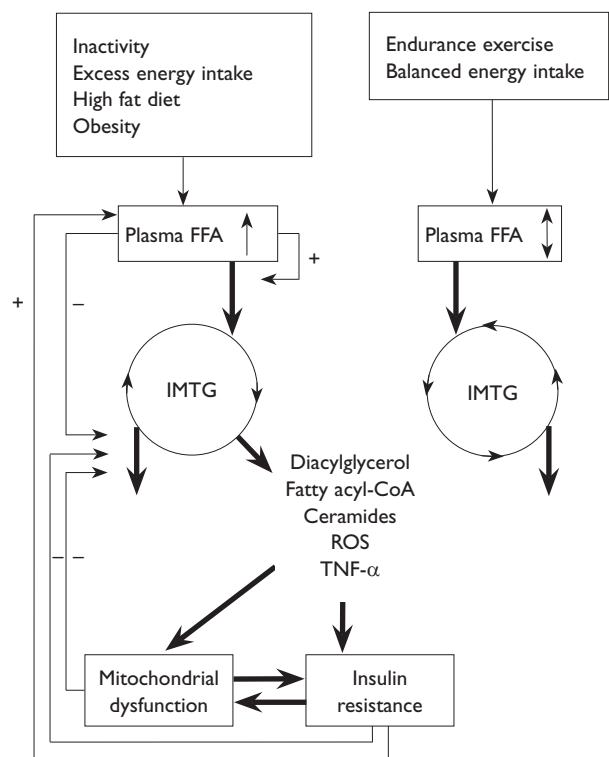 Inactivity
Excess energy intake
High fat diet
Obesity
Endurance exercise
Balanced energy intake
Plasma FFA
+
Plasma FFA
+
–
IMTG
IMTG
Diacylglycerol
Fatty acyl-CoA
Ceramides
ROS
TNF-α
– –
Mitochondrial
dysfunction
Insulin
resistance